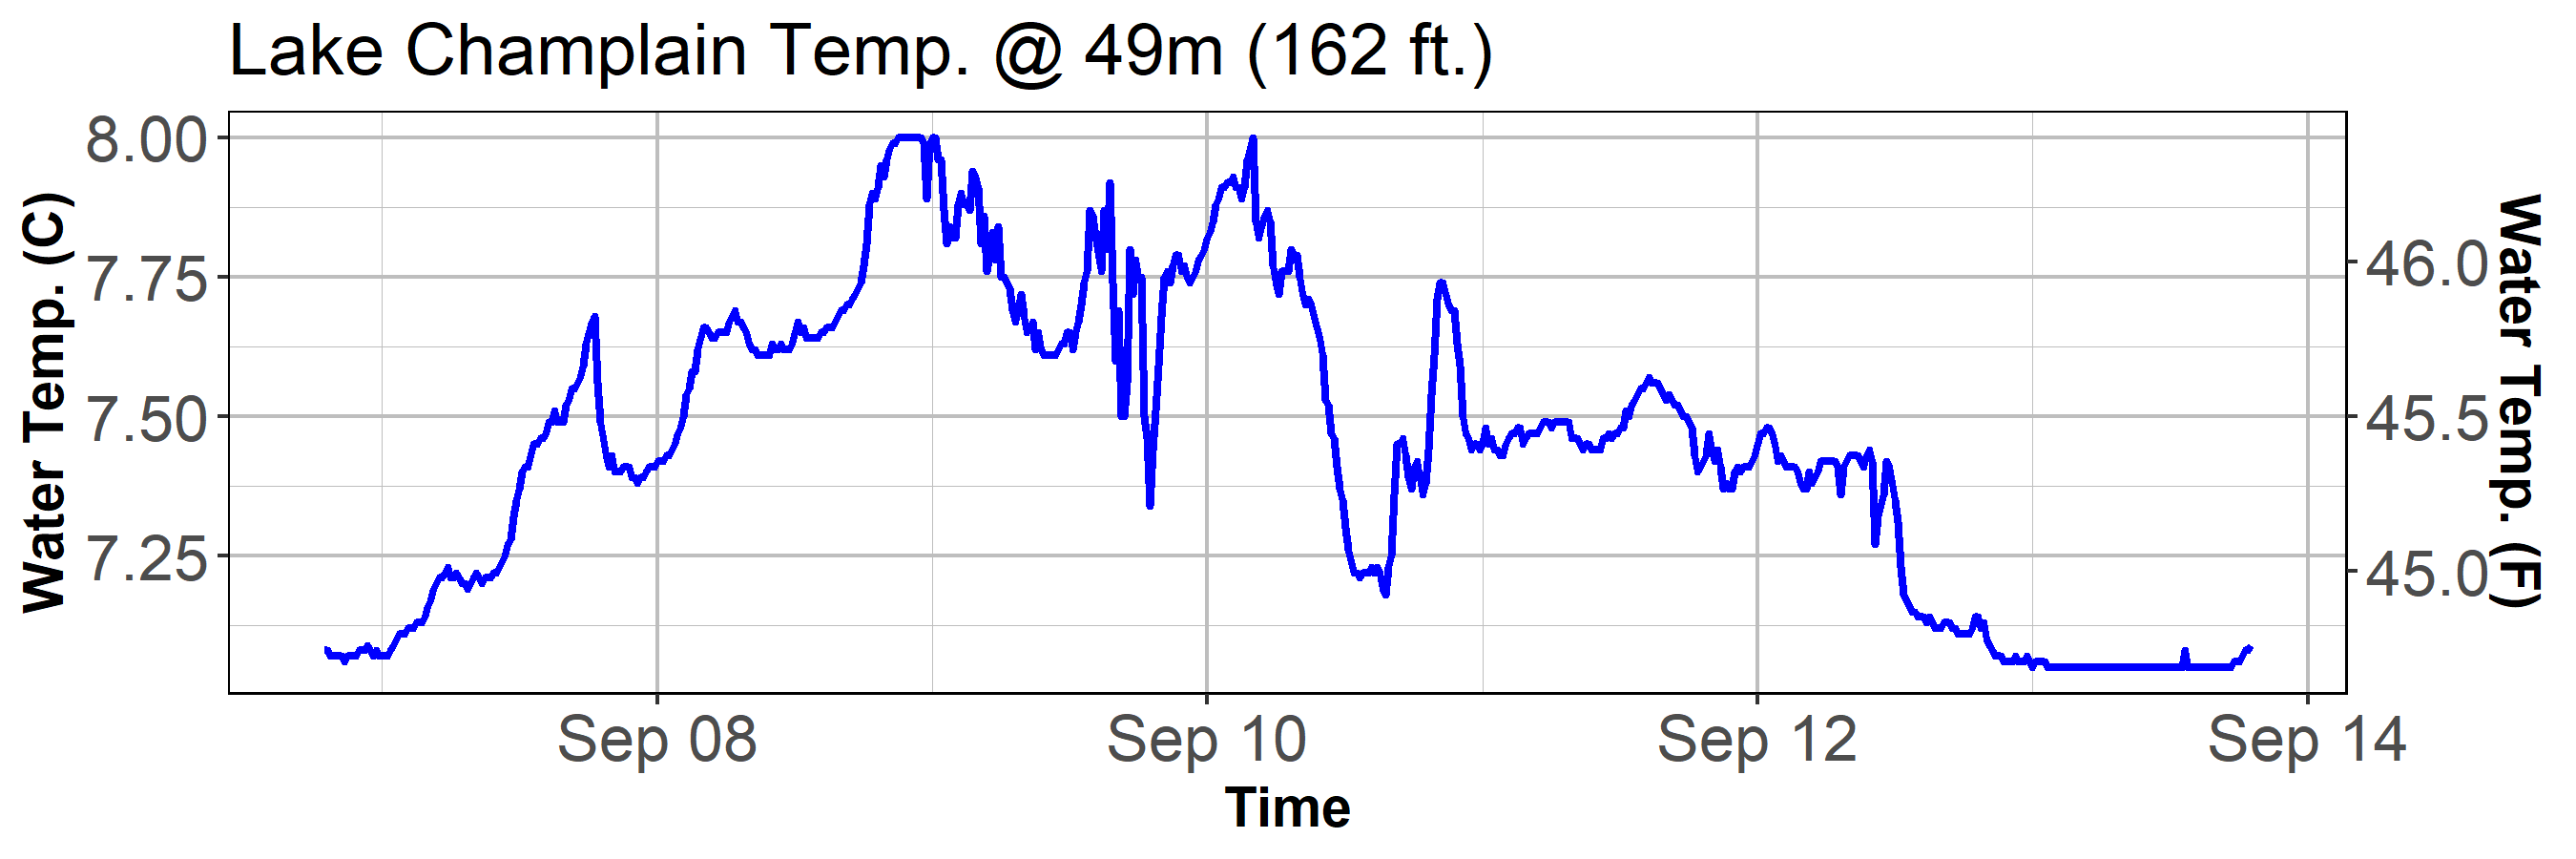 Lake Champlain Temp. @ 49m (162 ft.)
Water Temp. (C)
8.00
7.75
7.50
7.25
46.0
45.5
45.0
Water Temp. (F)
Sep 08
Sep 10
Sep 12
Sep 14
Time